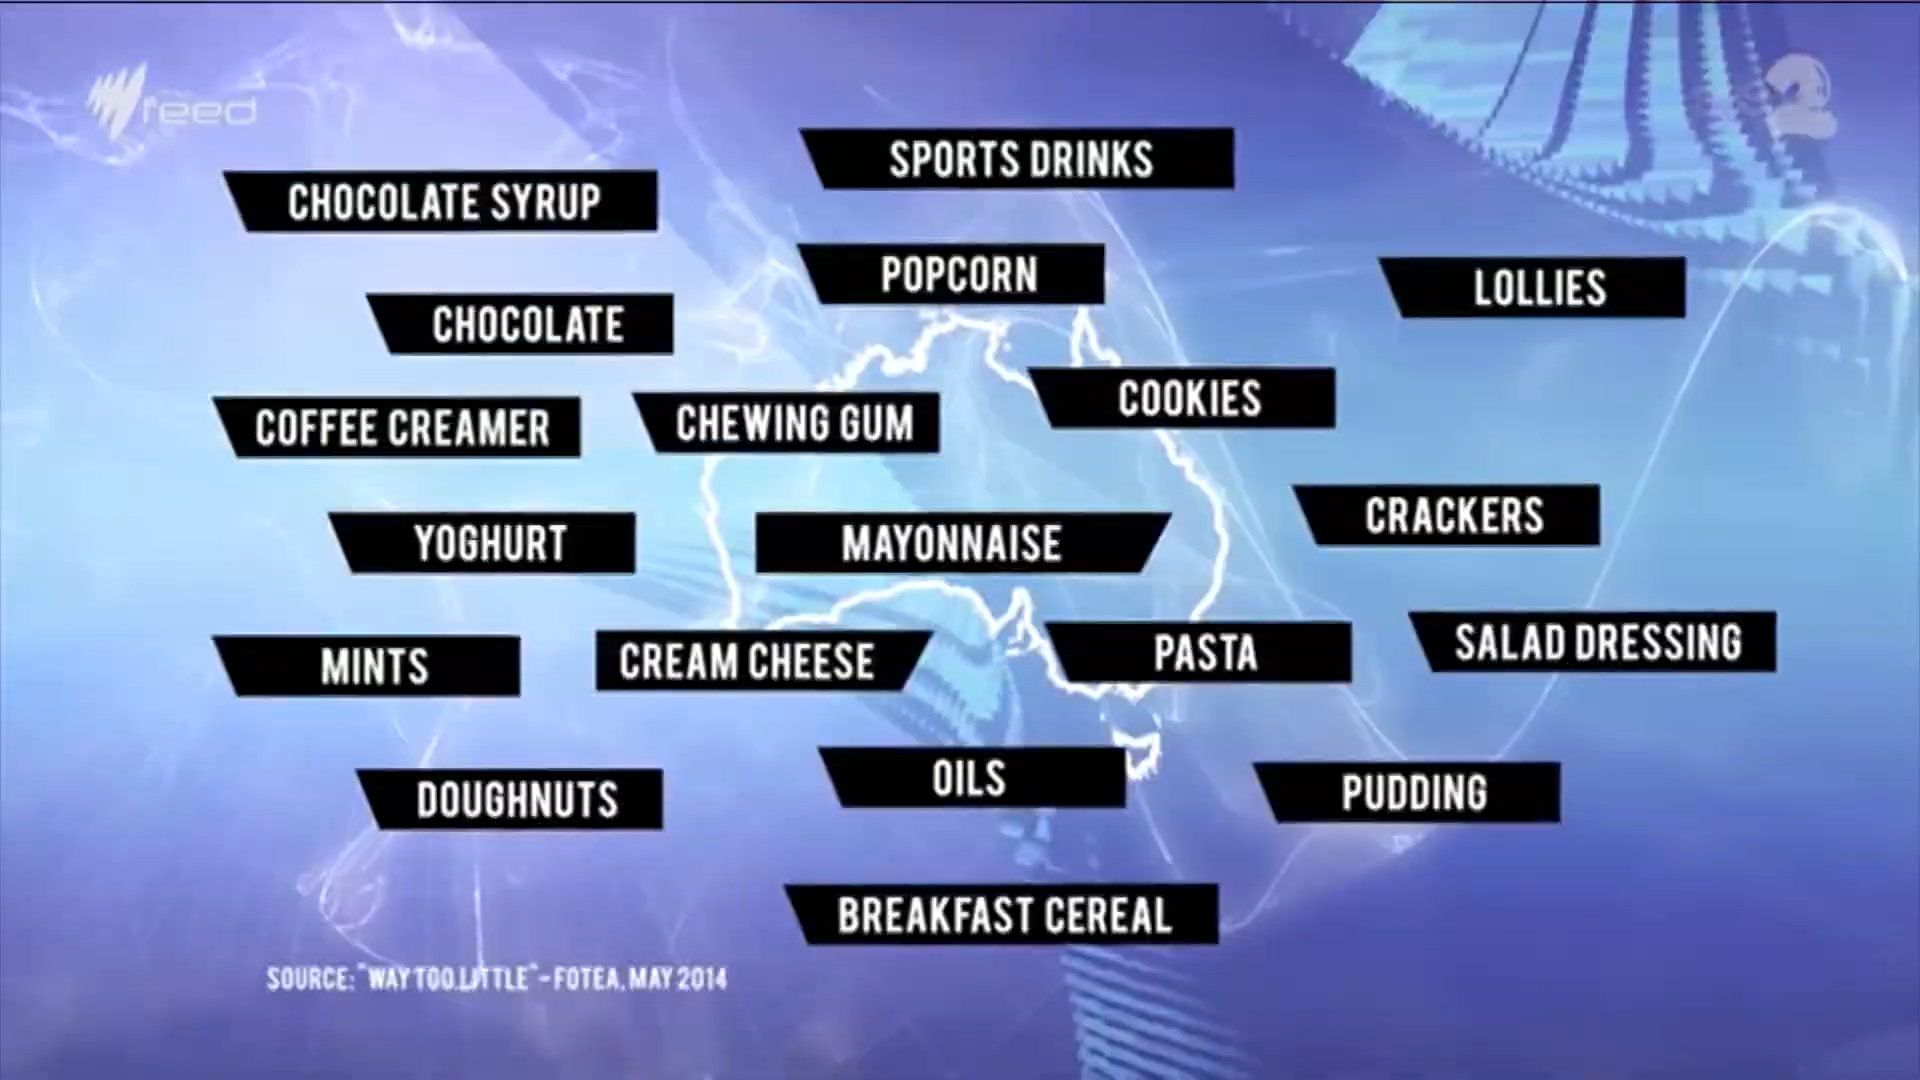 feed
SPORTS DRINKS
CHOCOLATE SYRUP
POPCORN
LOLLIES
CHOCOLATE
COOKIES
COFFEE CREAMER
CHEWING GUM
CRACKERS
YOGHURT
MAYONNAISE
SALAD DRESSING
MINTS
CREAM CHEESE
PASTA
OILS
PUDDING
DOUGHNUTS
BREAKFAST CEREAL
SOURCE: "WAY TOO LITTLE" - FOTEA, MAY 2014